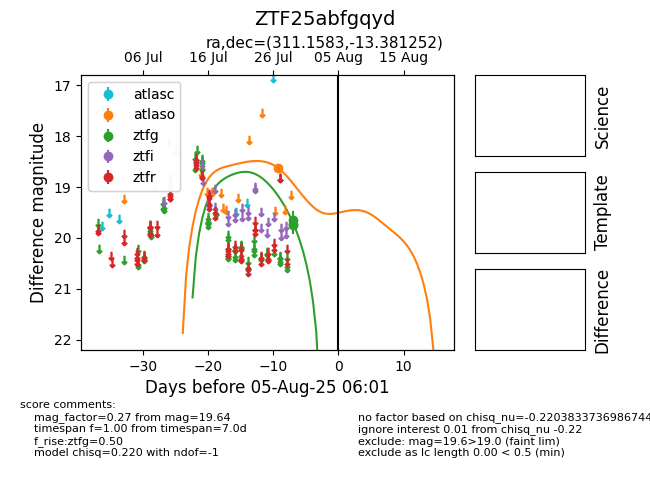 ZTF25abfgqyd
ra,dec=(311.1583,-13.381252)
06 Jul 16 Jul 26 Jul 05 Aug 15 Aug
17
18
19
20
21
22
Difference magnitude
atlasc
atlaso
ztfg
ztfi
ztfr
−30 −20 −10 0 10
Days before 05-Aug-25 06:01
Science
Template
Difference
score comments:
mag_factor=0.27 from mag=19.64
timespan f=1.00 from timespan=7.0d
f_rise:ztfg=0.50
model chisq=0.220 with ndof=-1
no factor based on chisq_nu=-0.2203833736986744
ignore interest 0.01 from chisq_nu -0.22
exclude: mag=19.6>19.0 (faint lim)
exclude as lc length 0.00 < 0.5 (min)